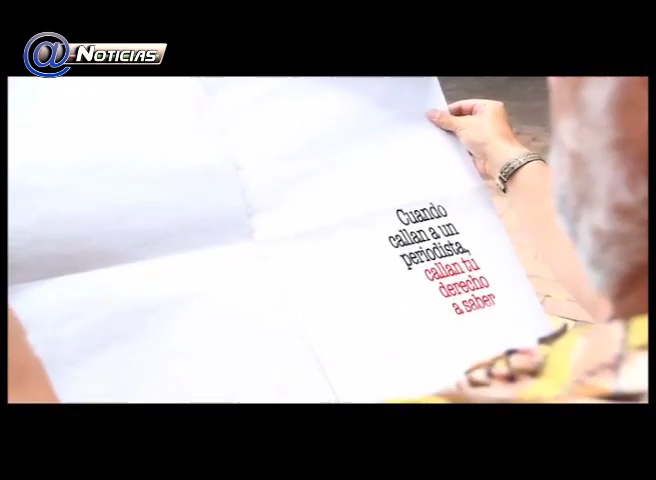 @ NOTICIAS
Cuando
callan a un
periodista,
callan tu
derecho
a saber